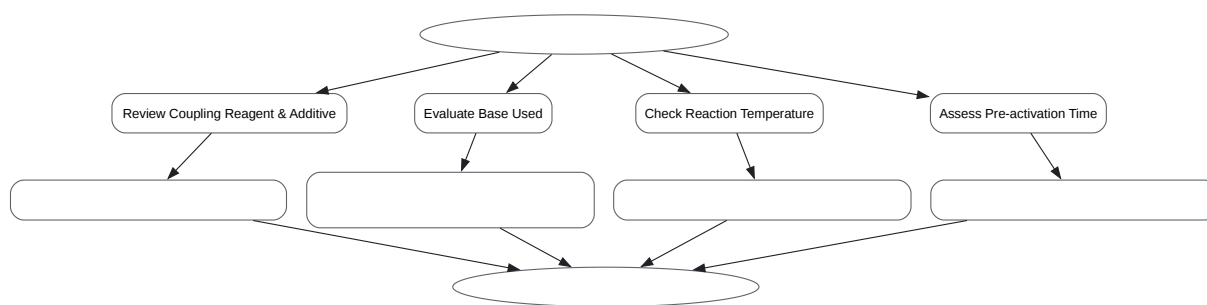 Review Coupling Reagent & Additive
Evaluate Base Used
Check Reaction Temperature
Assess Pre-activation Time